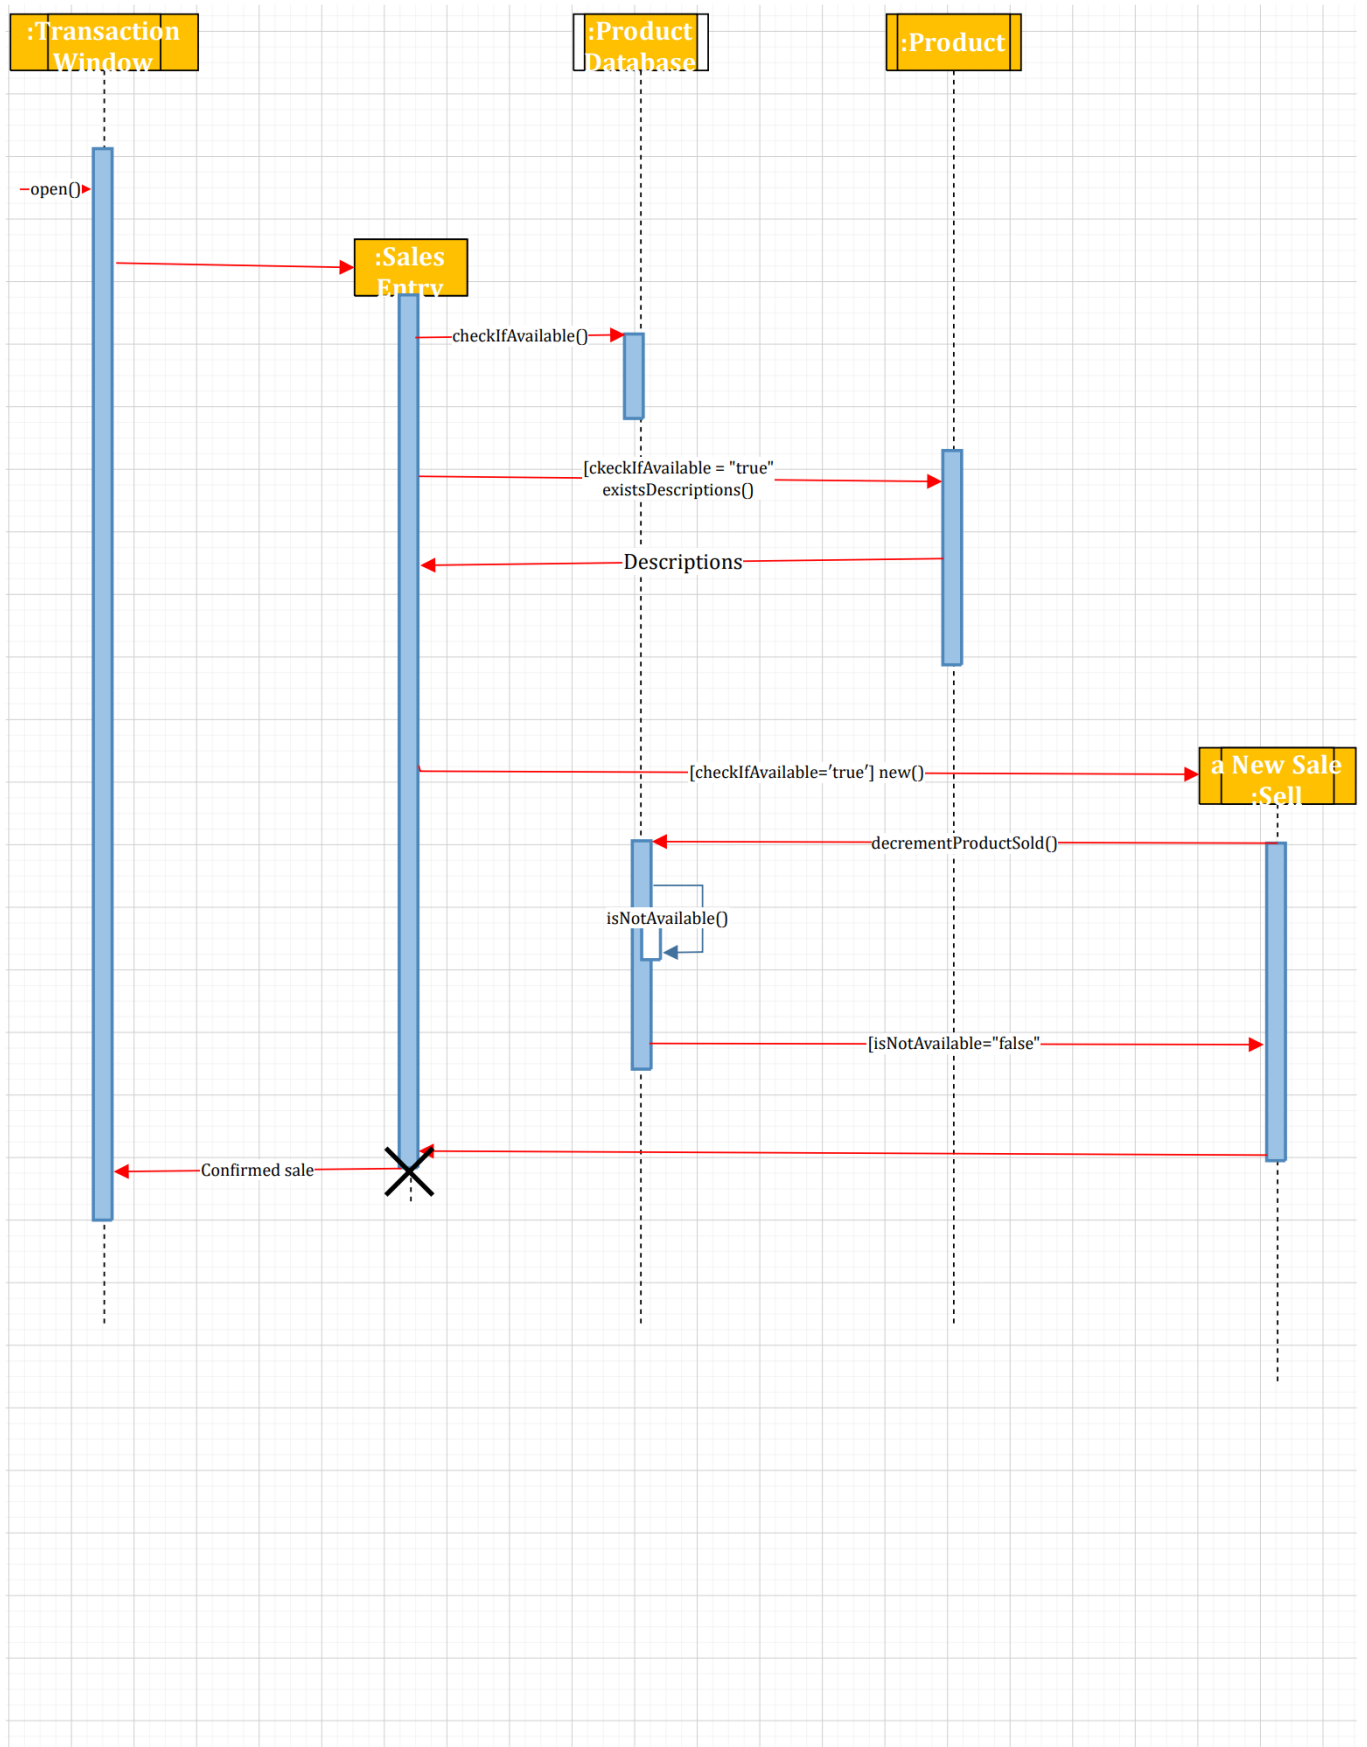 :Transaction
Window
:Product
Database
:Product
open()
:Sales
Entry
checkIfAvailable()
[ckeckIfAvailable = "true"
existsDescriptions()
Descriptions
[checkIfAvailable='true'] new()
a New Sale
:Sell
decrementProductSold()
isNotAvailable()
[isNotAvailable="false"
Confirmed sale